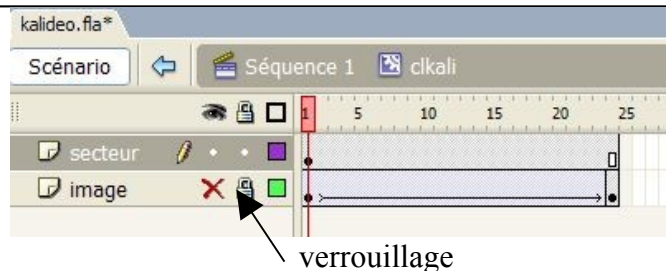 kalideo.fla*
Scénario Séquence 1 clkali
1 5 10 15 20 25
secteur
image
verrouillage